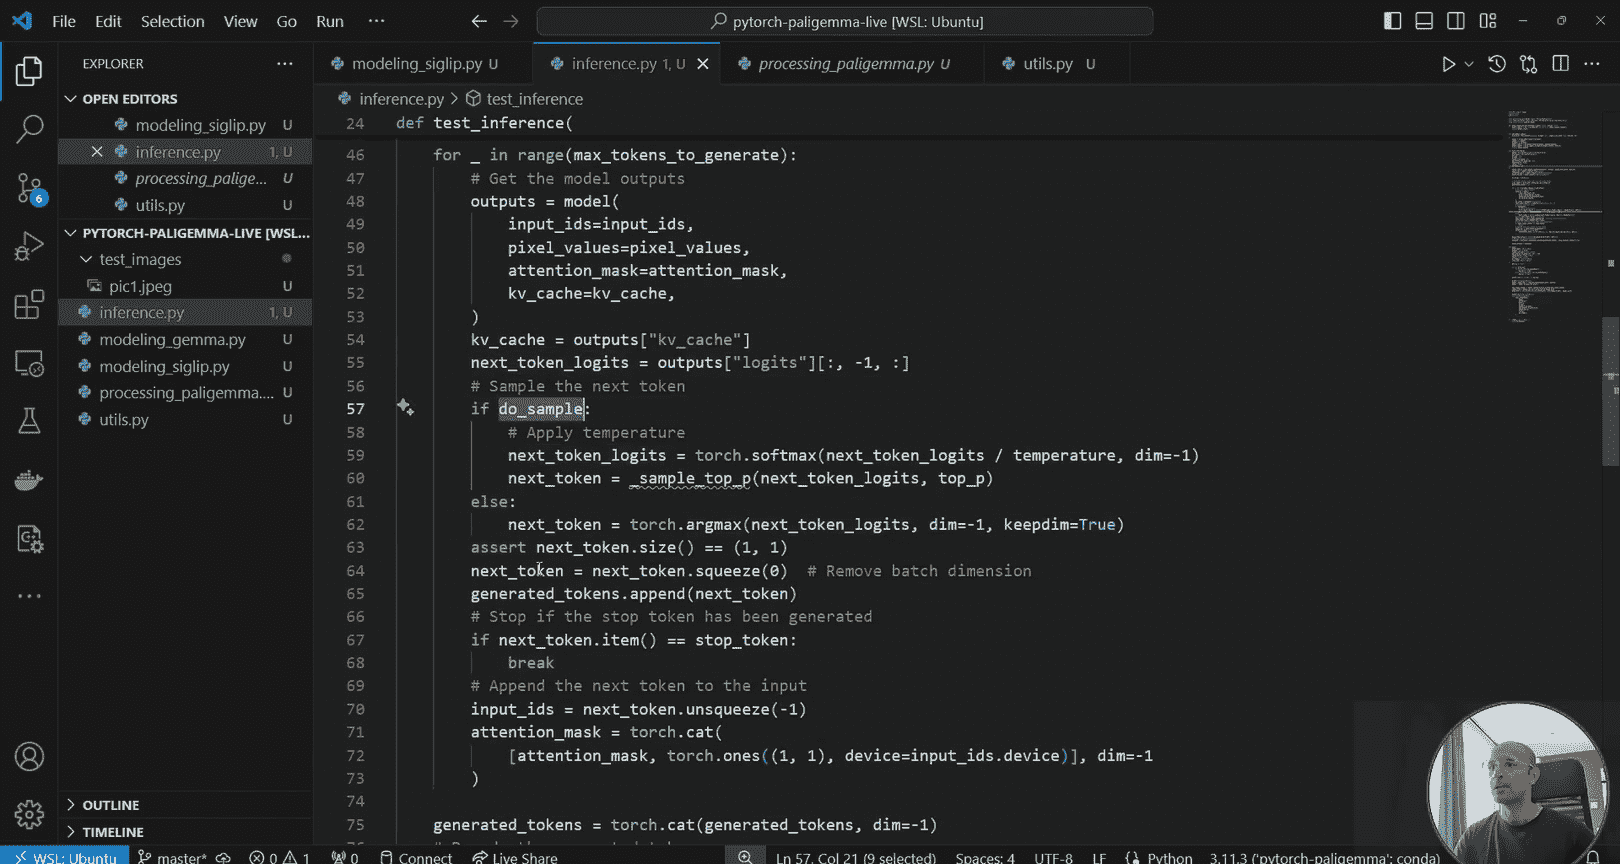 File Edit Selection View Go Run ··· pytorch-paligemma-live [WSL: Ubuntu]
EXPLORER ···
OPEN EDITORS
modeling_siglip.py U
inference.py 1, U
processing_palige... U
utils.py U
PYTORCH-PALIGEMMA-LIVE [WSL...
test_images
pic1.jpeg U
inference.py 1, U
modeling_gemma.py U
modeling_siglip.py U
processing_paligemma.... U
utils.py U
OUTLINE
TIMELINE
6
modeling_siglip.py U inference.py 1, U processing_paligemma.py U utils.py U
inference.py > test_inference
24 def test_inference(
46 for _ in range(max_tokens_to_generate):
47 # Get the model outputs
48 outputs = model(
49 input_ids=input_ids,
50 pixel_values=pixel_values,
51 attention_mask=attention_mask,
52 kv_cache=kv_cache,
53 )
54 kv_cache = outputs["kv_cache"]
55 next_token_logits = outputs["logits"][:, -1, :]
56 # Sample the next token
57 if do_sample:
58 # Apply temperature
59 next_token_logits = torch.softmax(next_token_logits / temperature, dim=-1)
60 next_token = _sample_top_p(next_token_logits, top_p)
61 else:
62 next_token = torch.argmax(next_token_logits, dim=-1, keepdim=True)
63 assert next_token.size() == (1, 1)
64 next_token = next_token.squeeze(0) # Remove batch dimension
65 generated_tokens.append(next_token)
66 # Stop if the stop token has been generated
67 if next_token.item() == stop_token:
68 break
69 # Append the next token to the input
70 input_ids = next_token.unsqueeze(-1)
71 attention_mask = torch.cat(
72 [attention_mask, torch.ones((1, 1), device=input_ids.device)], dim=-1
73 )
74
75 generated_tokens = torch.cat(generated_tokens, dim=-1)
WSL: Ubuntu master* 0 1 0 Connect Live Share Ln 57, Col 21 (9 selected) Spaces: 4 UTF-8 LF Python 3.11.3 ('pytorch-paligemma': conda)